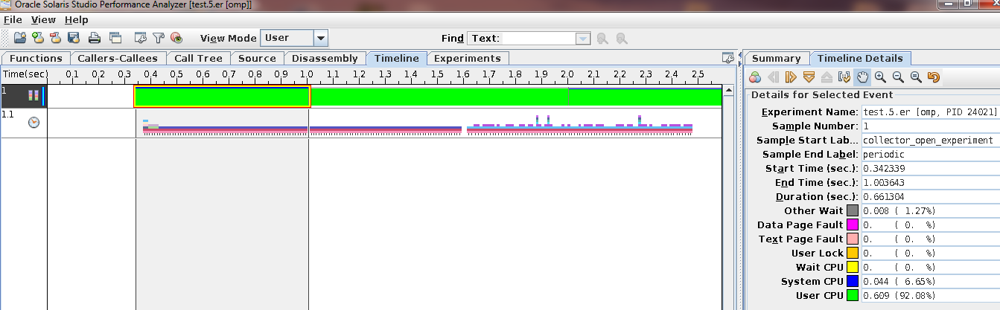 Oracle Solaris Studio Performance Analyzer [test.5.er [omp]]
File View Help
View Mode User Find Text:
Functions Callers-Callees Call Tree Source Disassembly Timeline Experiments
Time(sec) 0.1 0.2 0.3 0.4 0.5 0.6 0.7 0.8 0.9 1.0 1.1 1.2 1.3 1.4 1.5 1.6 1.7 1.8 1.9 2.0 2.1 2.2 2.3 2.4 2.5
1
1.1
Summary Timeline Details
Details for Selected Event
Experiment Name: test.5.er [omp, PID 24021]
Sample Number: 1
Sample Start Lab... collector_open_experiment
Sample End Label: periodic
Start Time (sec.): 0.342339
End Time (sec.): 1.003643
Duration (sec.): 0.661304
Other Wait 0.008 ( 1.27%)
Data Page Fault 0. ( 0. %)
Text Page Fault 0. ( 0. %)
User Lock 0. ( 0. %)
Wait CPU 0. ( 0. %)
System CPU 0.044 ( 6.65%)
User CPU 0.609 (92.08%)